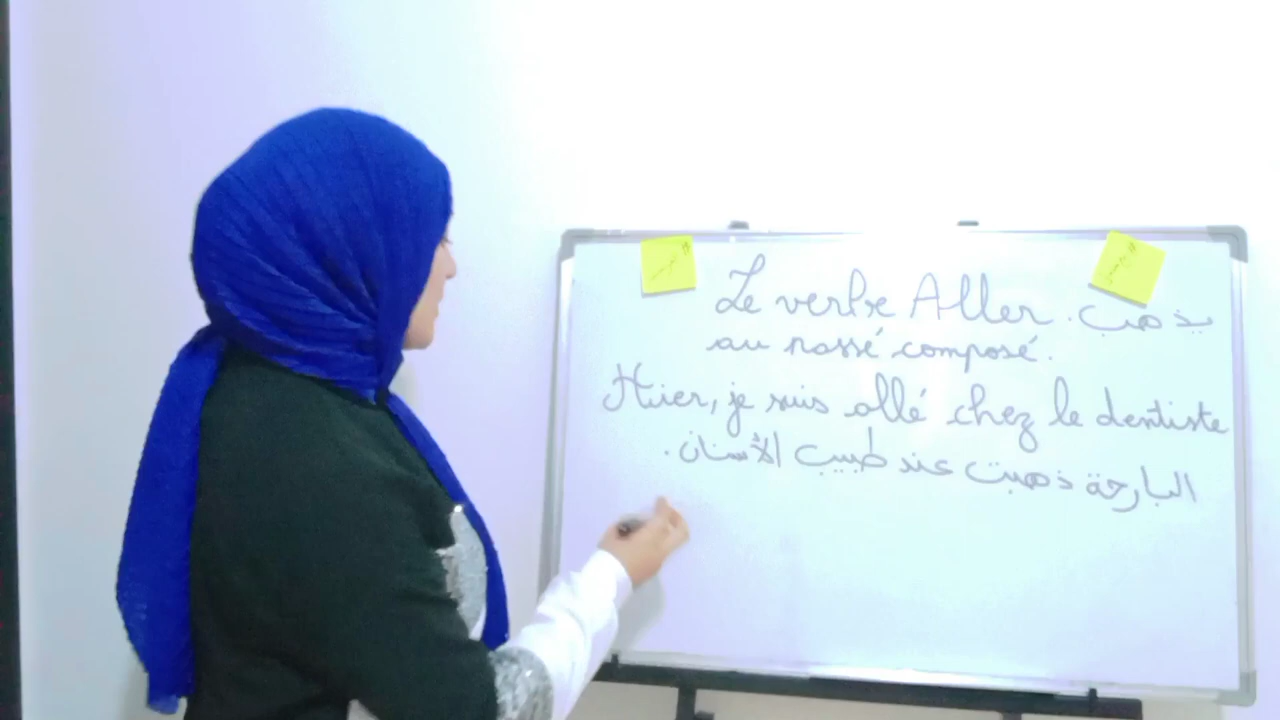 Le verbe Aller. يذهب
au passé composé.
Hier, je suis allé chez le dentiste
البارحة ذهبت عند طبيب الأسنان.